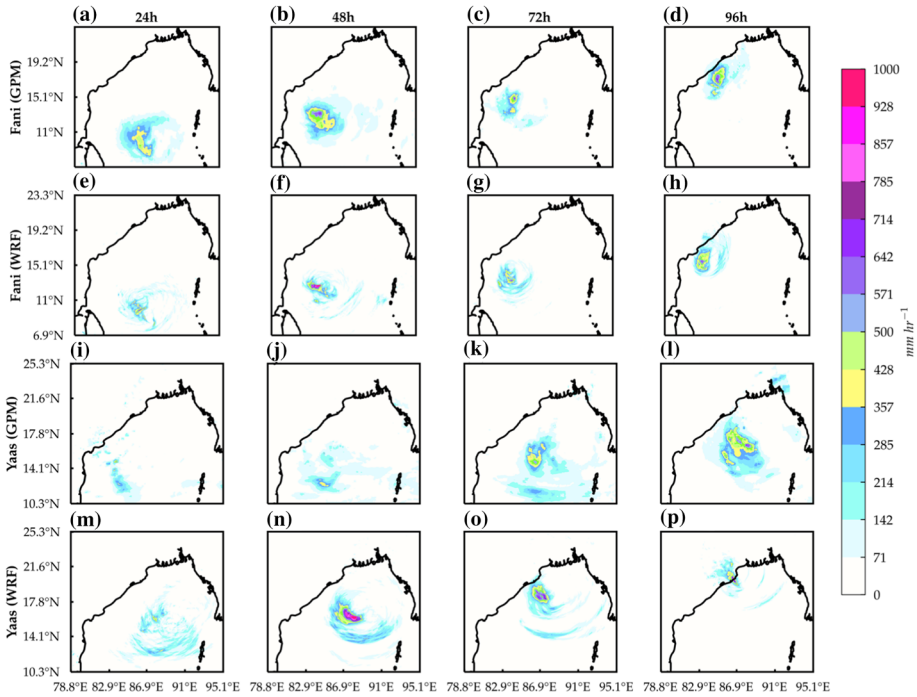 (a) 24h (b) 48h (c) 72h (d) 96h
Fani (GPM)
19.2°N
15.1°N
11°N
(e) (f) (g) (h)
Fani (WRF)
23.3°N
19.2°N
15.1°N
11°N
6.9°N
(i) (j) (k) (l)
Yaas (GPM)
25.3°N
21.6°N
17.8°N
14.1°N
10.3°N
(m) (n) (o) (p)
Yaas (WRF)
25.3°N
21.6°N
17.8°N
14.1°N
10.3°N
78.8°E 82.9°E 86.9°E 91°E 95.1°E 78.8°E 82.9°E 86.9°E 91°E 95.1°E 78.8°E 82.9°E 86.9°E 91°E 95.1°E 78.8°E 82.9°E 86.9°E 91°E 95.1°E
1000
928
857
785
714
642
571
500
428
357
285
214
142
71
0
mm hr⁻¹